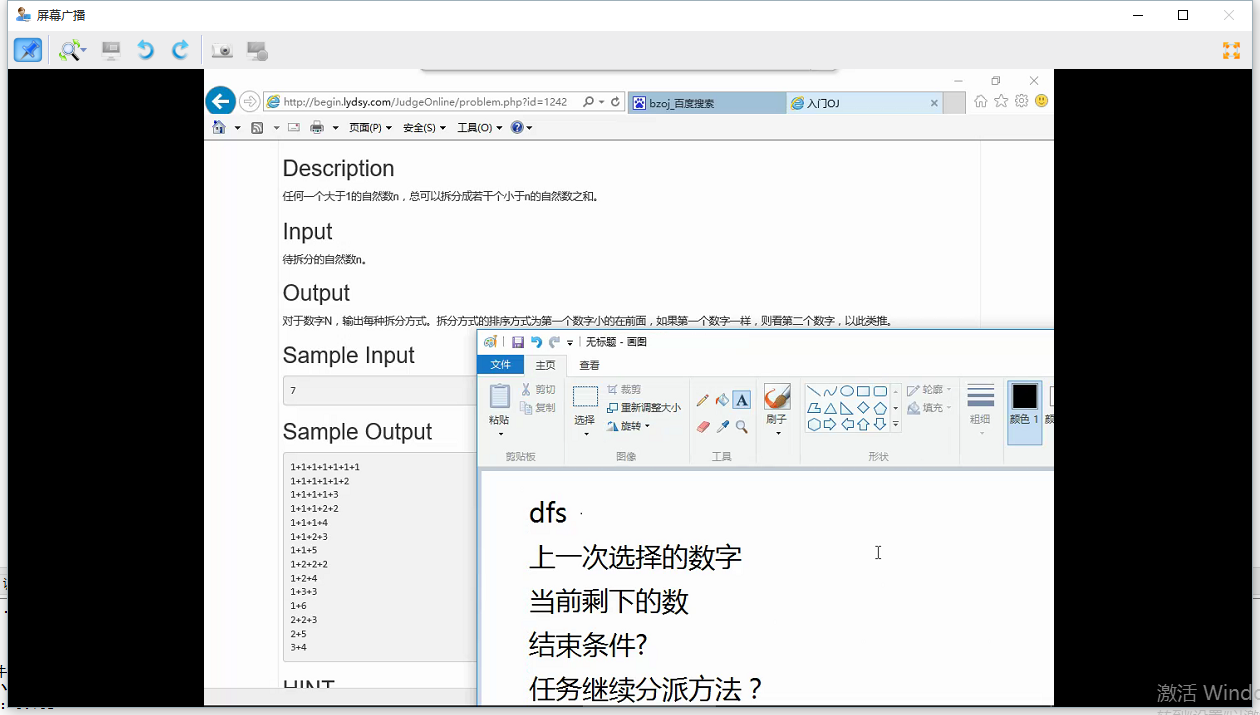 屏幕广播
http://begin.lydsy.com/JudgeOnline/problem.php?id=1242
bzoj_百度搜索
入门OJ
页面(P)
安全(S)
工具(O)
Description
任何一个大于1的自然数n，总可以拆分成若干个小于n的自然数之和。
Input
待拆分的自然数n。
Output
对于数字N，输出每种拆分方式。拆分方式的排序方式为第一个数字小的在前面，如果第一个数字一样，则看第二个数字，以此类推。
Sample Input
7
Sample Output
1+1+1+1+1+1+1
1+1+1+1+1+2
1+1+1+1+3
1+1+1+2+2
1+1+1+4
1+1+2+3
1+1+5
1+2+2+2
1+2+4
1+3+3
1+6
2+2+3
2+5
3+4
HINT
无标题 - 画图
文件
主页
查看
粘贴
剪切
复制
剪贴板
选择
裁剪
重新调整大小
旋转
图像
A
工具
刷子
轮廓
填充
形状
粗细
颜色 1
dfs
上一次选择的数字
当前剩下的数
结束条件?
任务继续分派方法？
激活 Windo